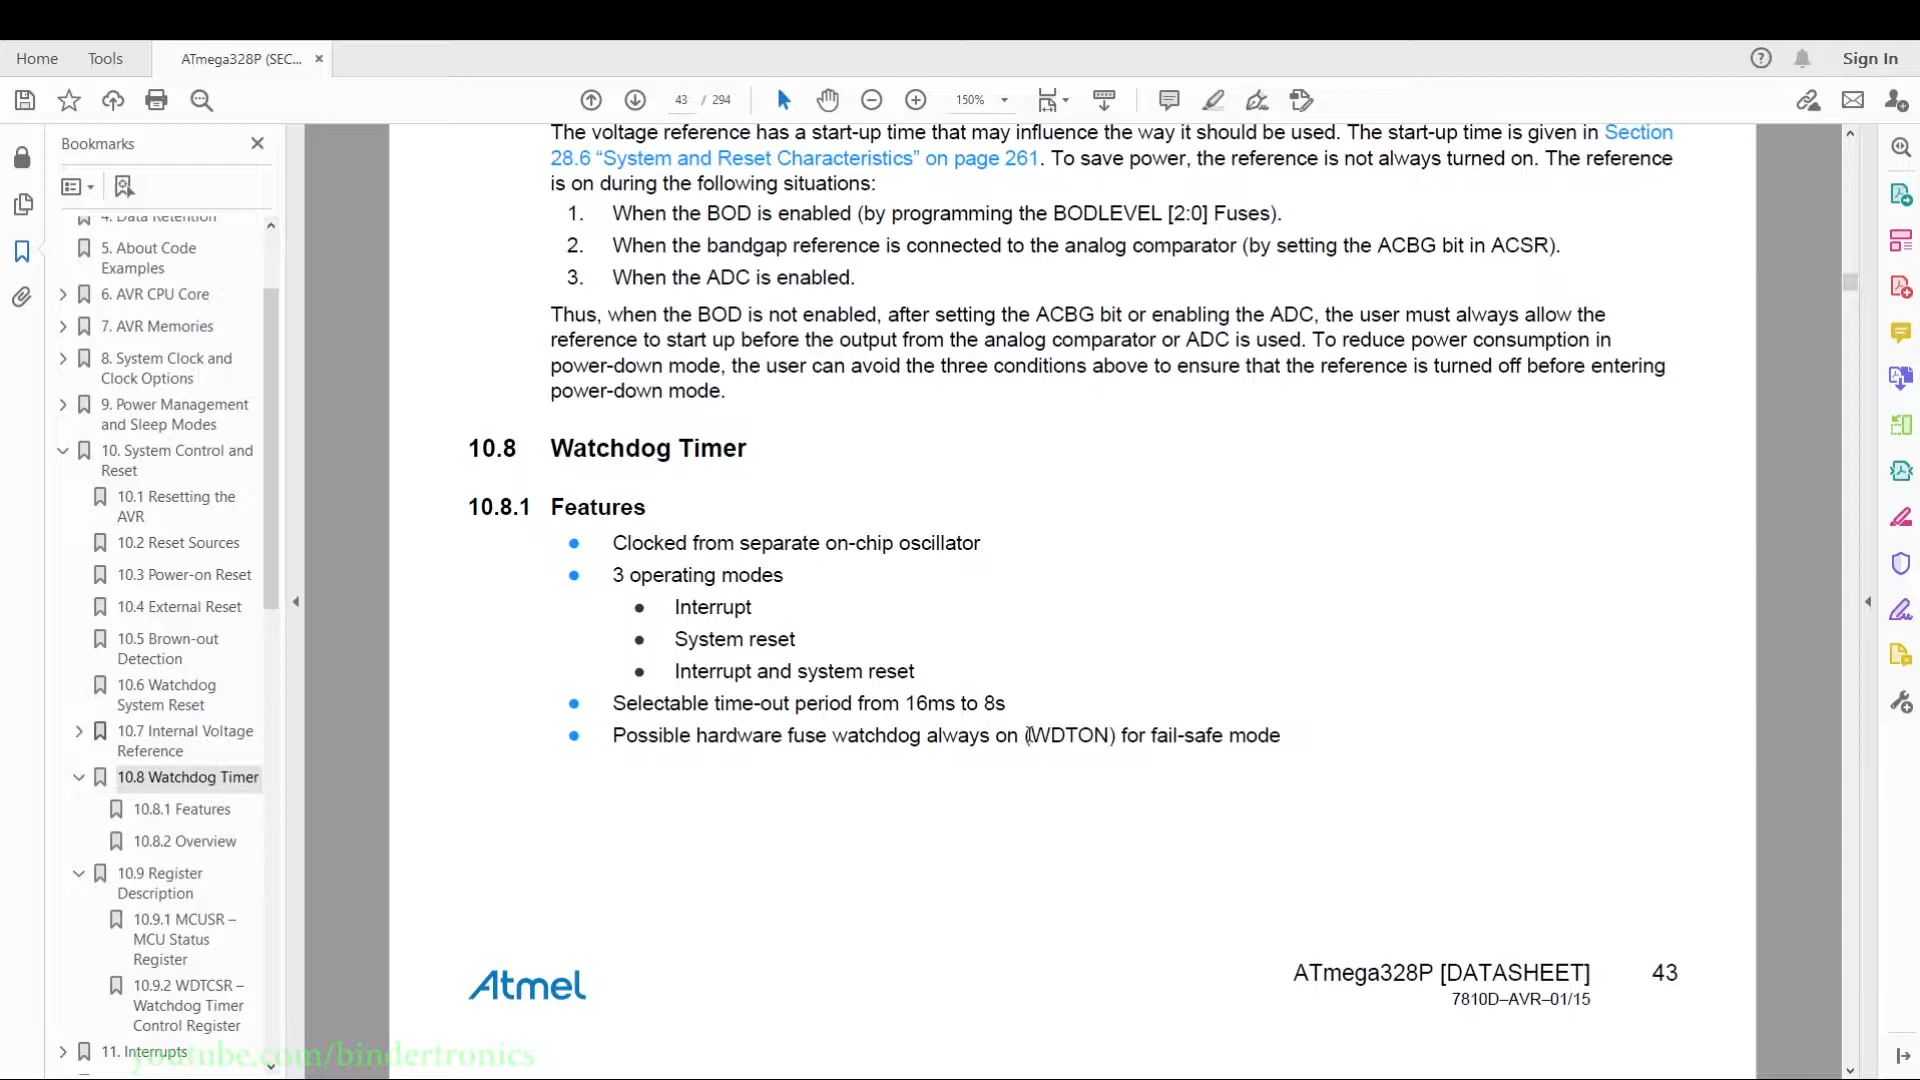 Home
Tools
ATmega328P (SEC...
Sign In
43 / 294
150%
Bookmarks
4. Data Retention
5. About Code
Examples
6. AVR CPU Core
7. AVR Memories
8. System Clock and
Clock Options
9. Power Management
and Sleep Modes
10. System Control and
Reset
10.1 Resetting the
AVR
10.2 Reset Sources
10.3 Power-on Reset
10.4 External Reset
10.5 Brown-out
Detection
10.6 Watchdog
System Reset
10.7 Internal Voltage
Reference
10.8 Watchdog Timer
10.8.1 Features
10.8.2 Overview
10.9 Register
Description
10.9.1 MCUSR –
MCU Status
Register
10.9.2 WDTCSR –
Watchdog Timer
Control Register
11. Interrupts
The voltage reference has a start-up time that may influence the way it should be used. The start-up time is given in Section
28.6 “System and Reset Characteristics” on page 261. To save power, the reference is not always turned on. The reference
is on during the following situations:
1. When the BOD is enabled (by programming the BODLEVEL [2:0] Fuses).
2. When the bandgap reference is connected to the analog comparator (by setting the ACBG bit in ACSR).
3. When the ADC is enabled.
Thus, when the BOD is not enabled, after setting the ACBG bit or enabling the ADC, the user must always allow the
reference to start up before the output from the analog comparator or ADC is used. To reduce power consumption in
power-down mode, the user can avoid the three conditions above to ensure that the reference is turned off before entering
power-down mode.
10.8 Watchdog Timer
10.8.1 Features
● Clocked from separate on-chip oscillator
● 3 operating modes
● Interrupt
● System reset
● Interrupt and system reset
● Selectable time-out period from 16ms to 8s
● Possible hardware fuse watchdog always on (WDTON) for fail-safe mode
Atmel
ATmega328P [DATASHEET] 43
7810D–AVR–01/15
youtube.com/bindertronics